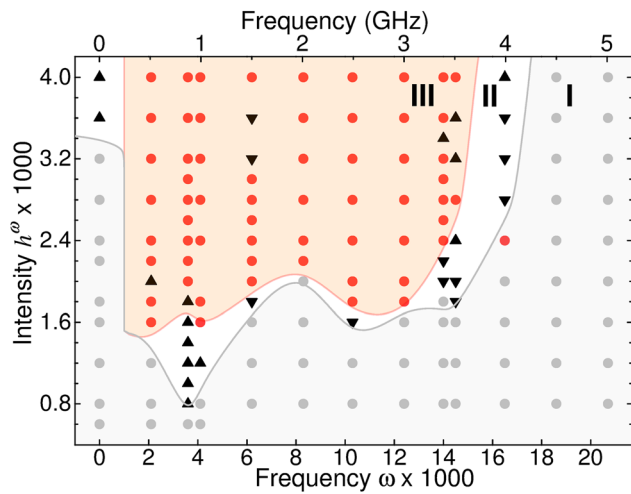 Frequency (GHz)
0 1 2 3 4 5
4.0
III II I
3.2
2.4
1.6
0.8
Intensity h^ω x 1000
0 2 4 6 8 10 12 14 16 18 20
Frequency ω x 1000